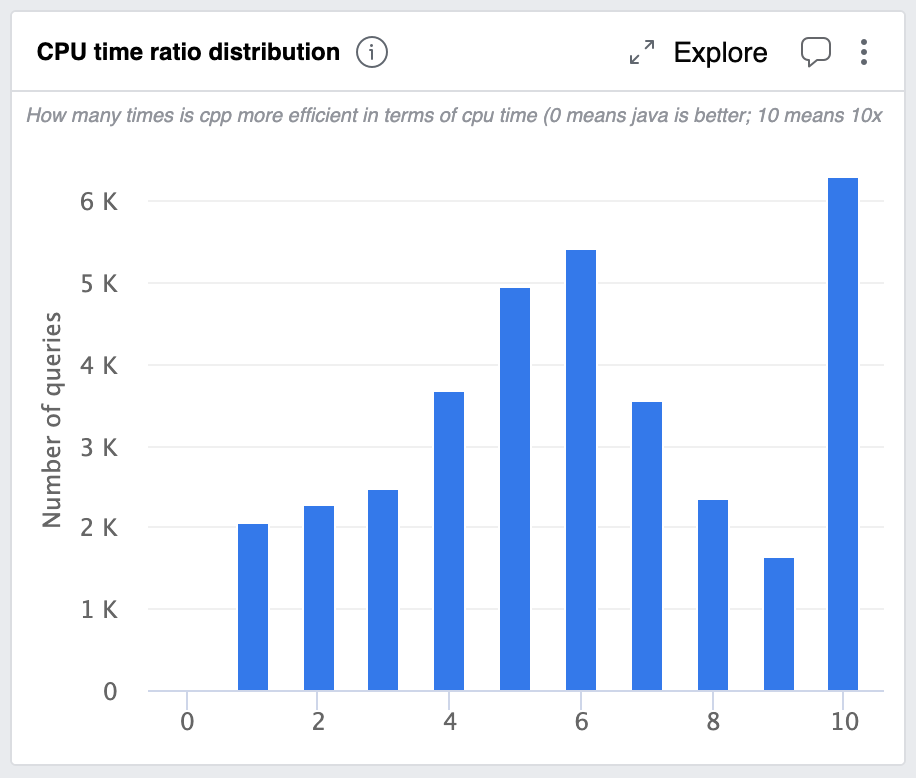 CPU time ratio distribution
Explore
How many times is cpp more efficient in terms of cpu time (0 means java is better; 10 means 10x
6 K
5 K
4 K
3 K
2 K
1 K
0
Number of queries
0 2 4 6 8 10